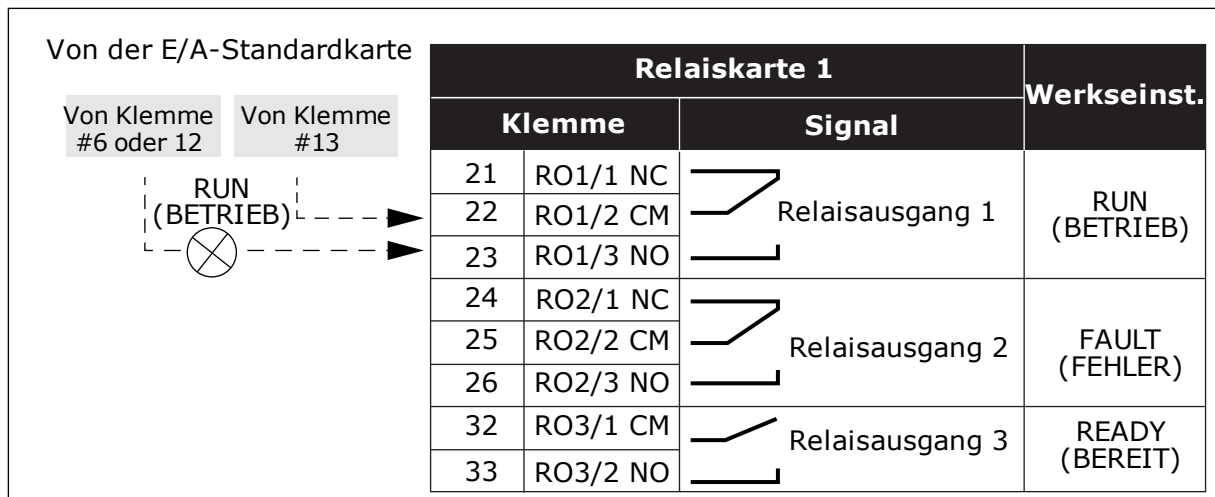 Von der E/A-Standardkarte
Von Klemme
#6 oder 12
Von Klemme
#13
RUN
(BETRIEB)
Relaiskarte 1
Werkseinst.
Klemme
Signal
21
RO1/1 NC
22
RO1/2 CM
23
RO1/3 NO
Relaisausgang 1
RUN
(BETRIEB)
24
RO2/1 NC
25
RO2/2 CM
26
RO2/3 NO
Relaisausgang 2
FAULT
(FEHLER)
32
RO3/1 CM
33
RO3/2 NO
Relaisausgang 3
READY
(BEREIT)